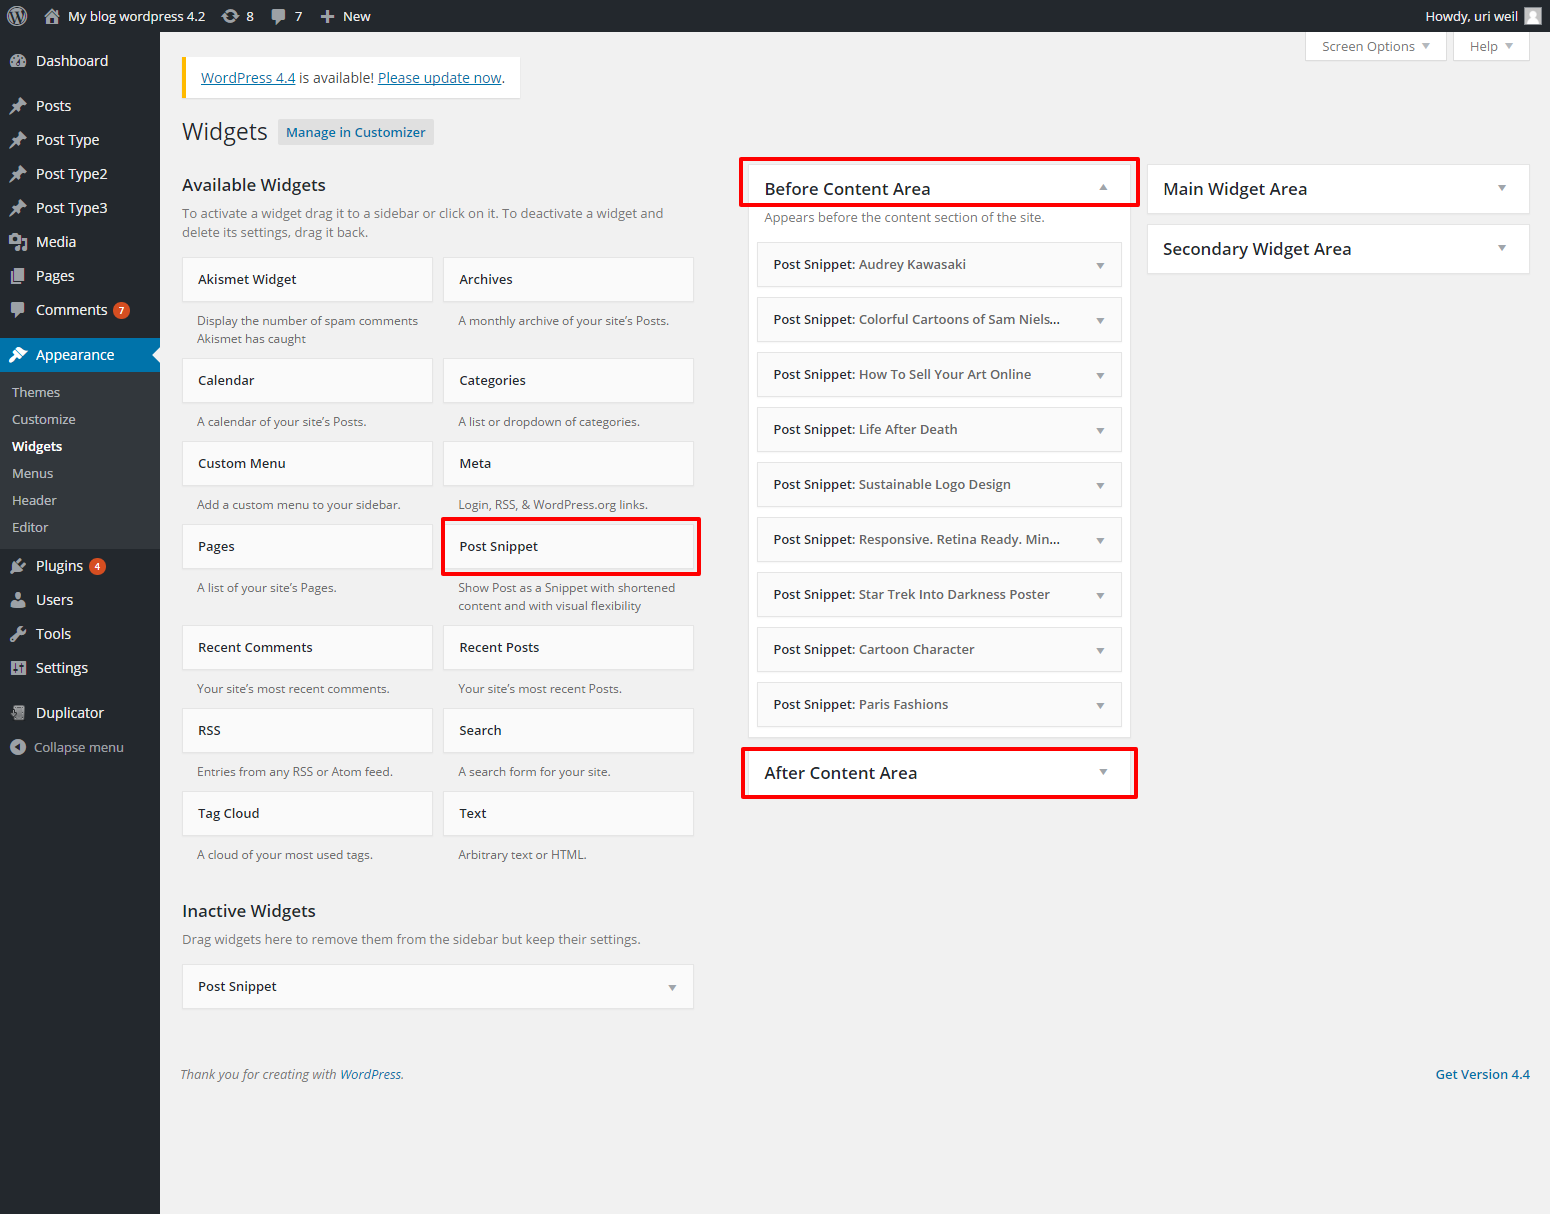 My blog wordpress 4.2 8 7 New
Howdy, uri weil
Dashboard
Posts
Post Type
Post Type2
Post Type3
Media
Pages
Comments 7
Appearance
Themes
Customize
Widgets
Menus
Header
Editor
Plugins 4
Users
Tools
Settings
Duplicator
Collapse menu
Screen Options
Help
WordPress 4.4 is available! Please update now.
Widgets
Manage in Customizer
Available Widgets
To activate a widget drag it to a sidebar or click on it. To deactivate a widget and
delete its settings, drag it back.
Akismet Widget
Display the number of spam comments
Akismet has caught
Archives
A monthly archive of your site’s Posts.
Calendar
A calendar of your site’s Posts.
Categories
A list or dropdown of categories.
Custom Menu
Add a custom menu to your sidebar.
Meta
Login, RSS, & WordPress.org links.
Pages
A list of your site’s Pages.
Post Snippet
Show Post as a Snippet with shortened
content and with visual flexibility
Recent Comments
Your site’s most recent comments.
Recent Posts
Your site’s most recent Posts.
RSS
Entries from any RSS or Atom feed.
Search
A search form for your site.
Tag Cloud
A cloud of your most used tags.
Text
Arbitrary text or HTML.
Inactive Widgets
Drag widgets here to remove them from the sidebar but keep their settings.
Post Snippet
Before Content Area
Appears before the content section of the site.
Post Snippet: Audrey Kawasaki
Post Snippet: Colorful Cartoons of Sam Niels...
Post Snippet: How To Sell Your Art Online
Post Snippet: Life After Death
Post Snippet: Sustainable Logo Design
Post Snippet: Responsive. Retina Ready. Min...
Post Snippet: Star Trek Into Darkness Poster
Post Snippet: Cartoon Character
Post Snippet: Paris Fashions
After Content Area
Main Widget Area
Secondary Widget Area
Thank you for creating with WordPress.
Get Version 4.4